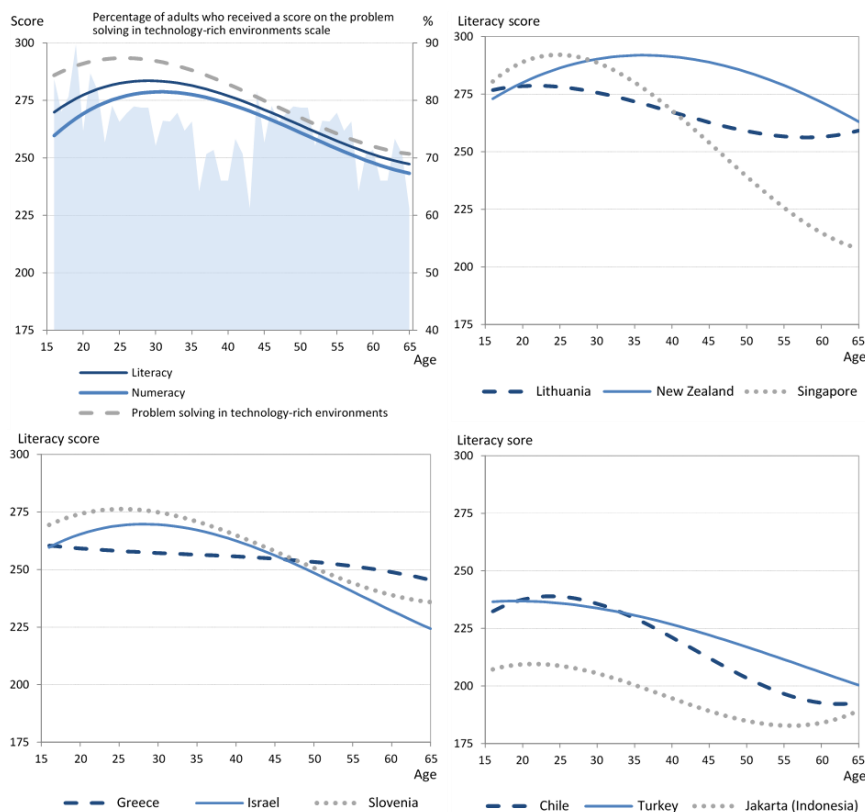 Score
Percentage of adults who received a score on the problem
solving in technology-rich environments scale
%
300
275
250
225
300
200
175
90
80
70
60
50
40
15 20 25 30 35 40 45 50 55 60 65
Age
Literacy
Numeracy
Problem solving in technology-rich environments
Literacy score
300
275
250
225
200
175
15 20 25 30 35 40 45 50 55 60 65
Age
Lithuania New Zealand Singapore
Literacy score
300
275
250
225
200
175
15 20 25 30 35 40 45 50 55 60 65
Age
Greece Israel Slovenia
Literacy sore
300
275
250
225
200
175
15 20 25 30 35 40 45 50 55 60 65
Age
Chile Turkey Jakarta (Indonesia)